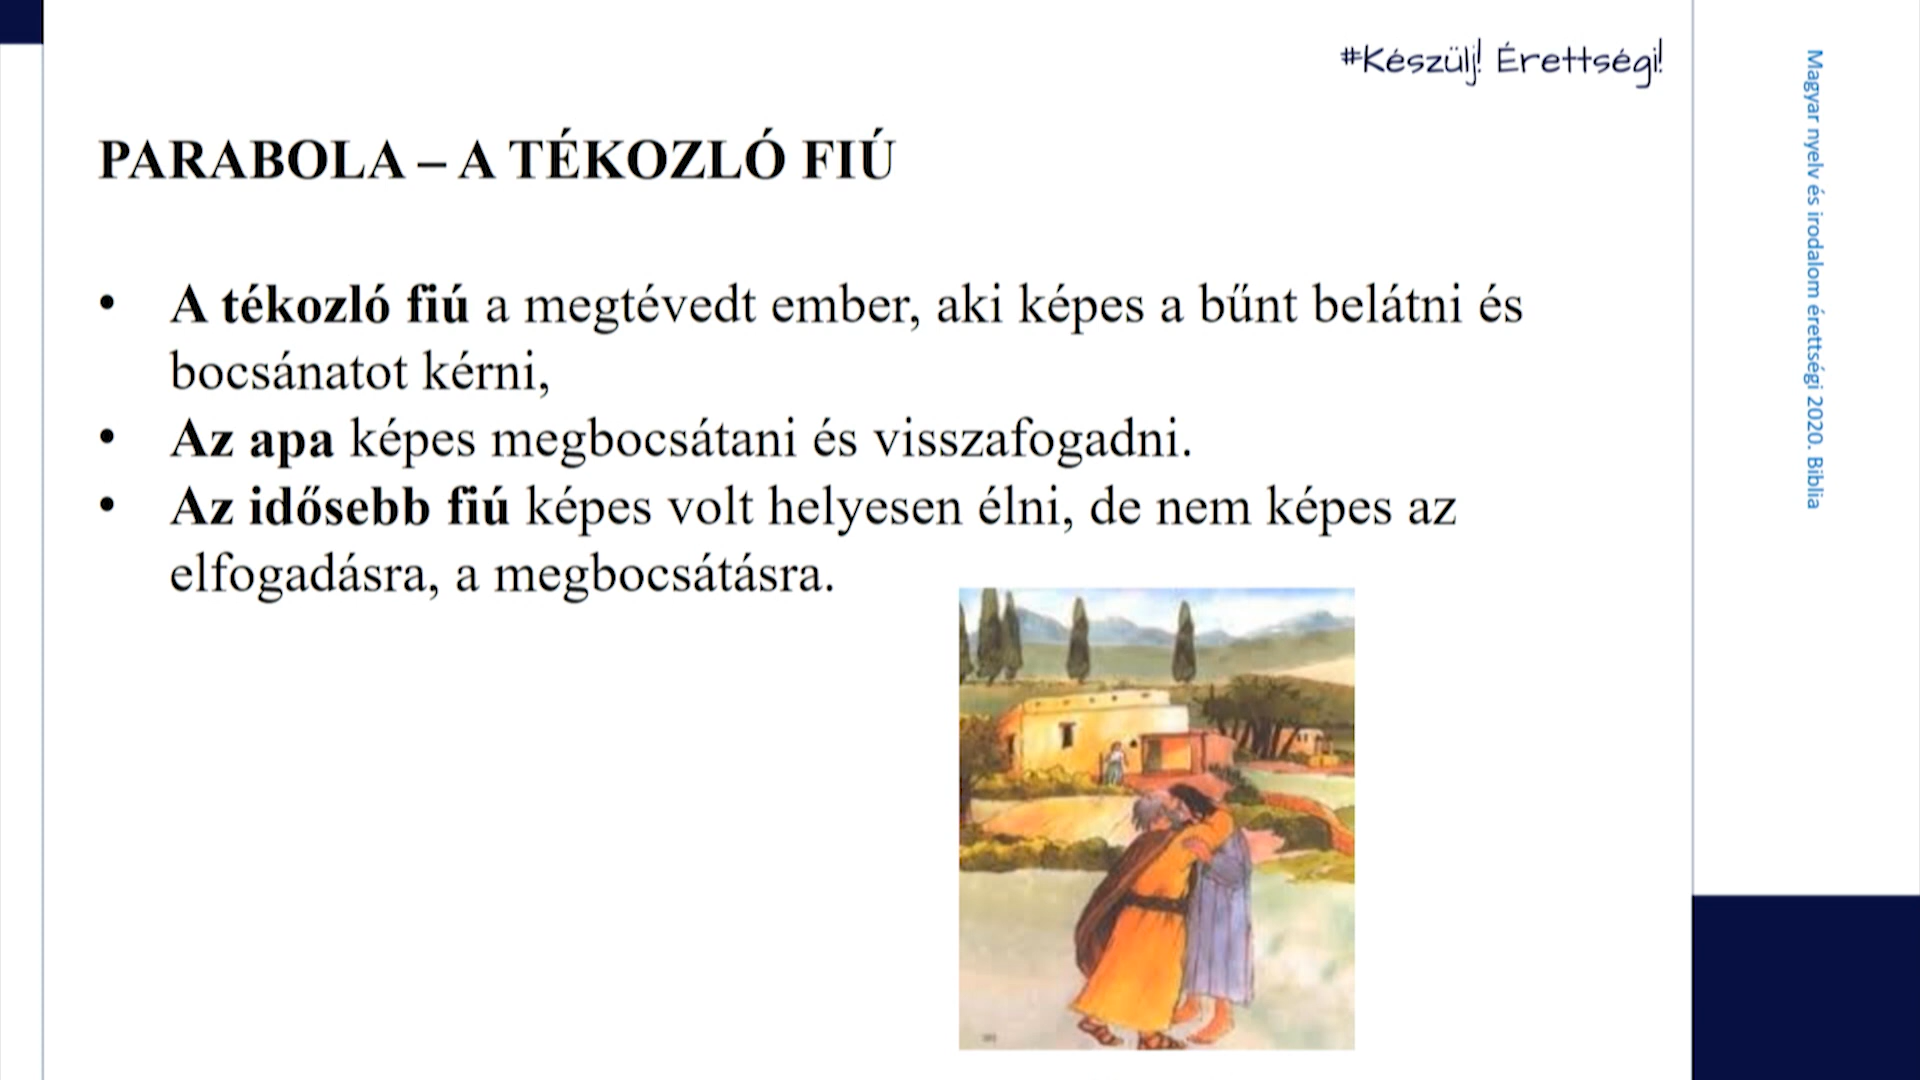 #Készülj! Érettségi!
PARABOLA – A TÉKOZLÓ FIÚ
• A tékozló fiú a megtévedt ember, aki képes a bűnt belátni és
bocsánatot kérni,
• Az apa képes megbocsátani és visszafogadni.
• Az idősebb fiú képes volt helyesen élni, de nem képes az
elfogadásra, a megbocsátásra.
Magyar nyelv és irodalom érettségi 2020. Biblia